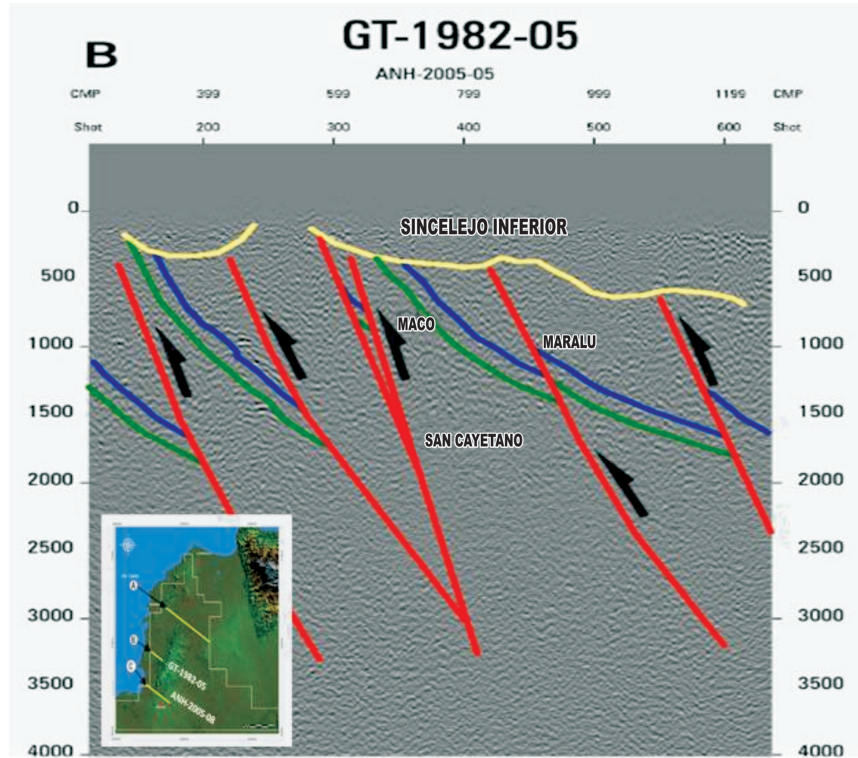 B
GT-1982-05
ANH-2005-05
CMP 399 599 799 999 1199 CMP
Shot 200 300 400 500 600 Shot
0 0
SINCELEJO INFERIOR
500 500
MACO
1000 1000
MARALU
1500 1500
SAN CAYETANO
2000 2000
2500 2500
A
3000 3000
B
GT-1982-05
C
3500 3500
ANH-2005-08
4000 4000